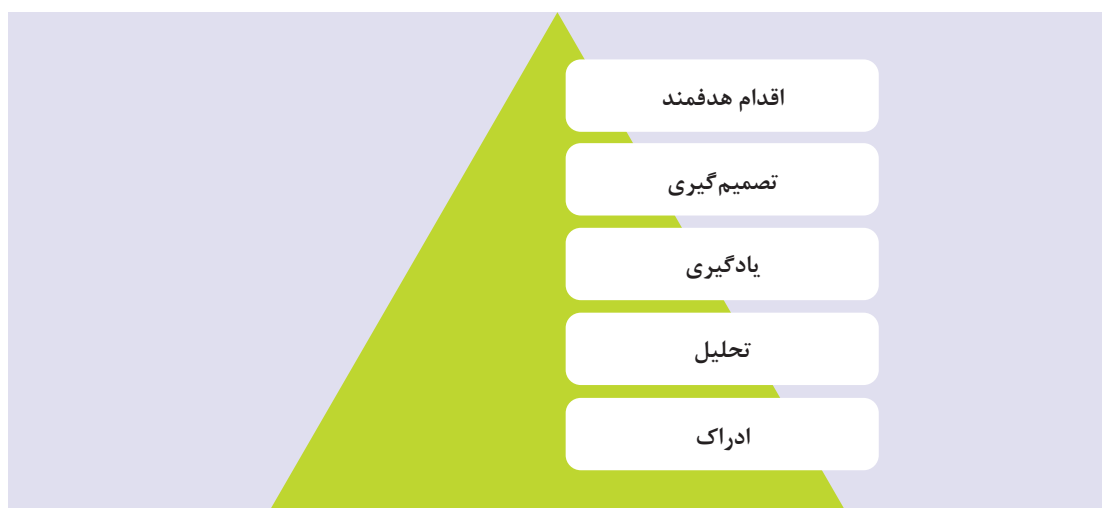 اقدام هدفمند
تصمیم‌گیری
یادگیری
تحلیل
ادراک